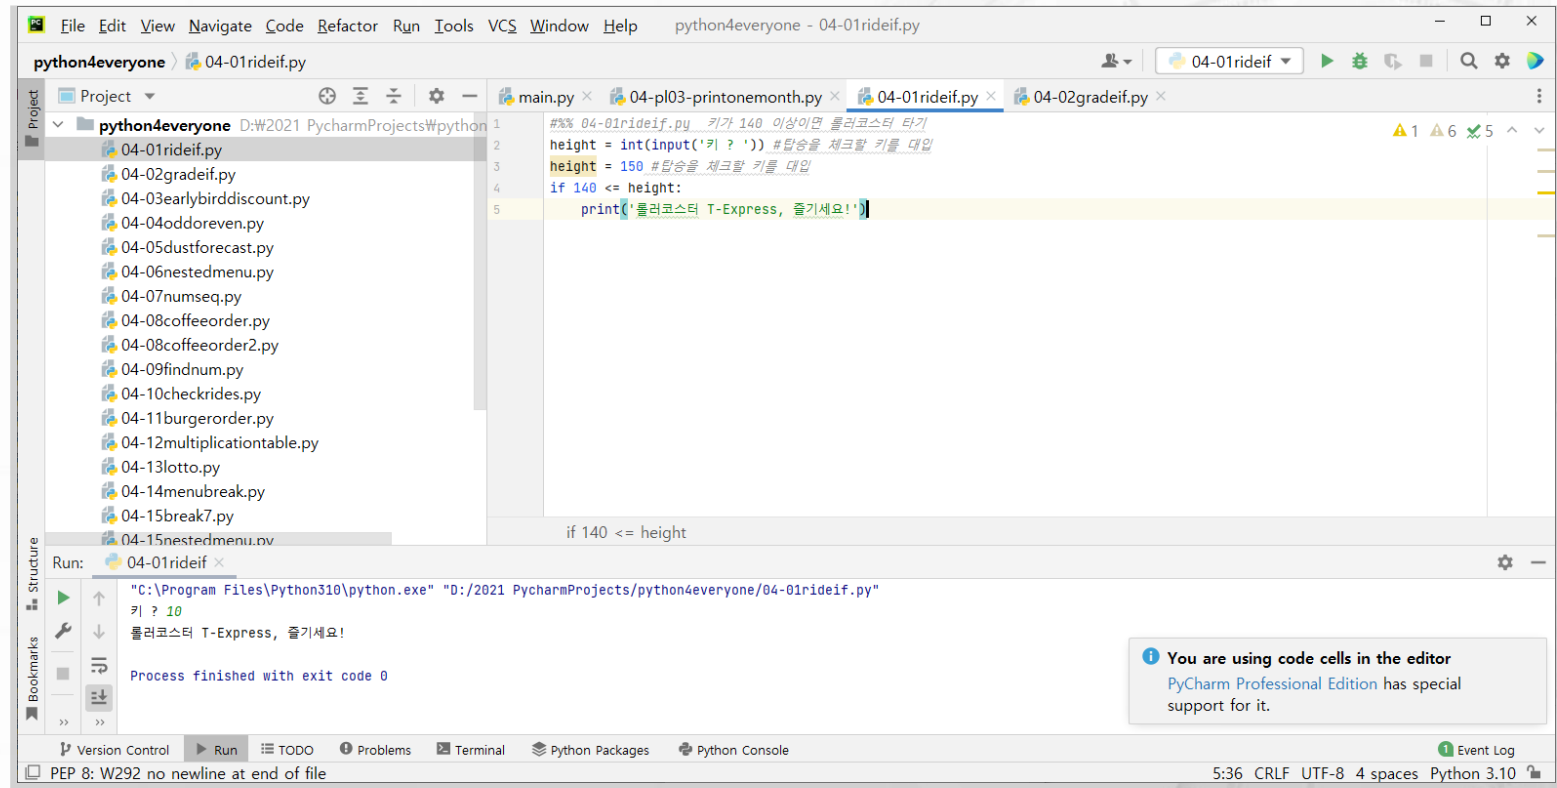 File Edit View Navigate Code Refactor Run Tools VCS Window Help python4everyone - 04-01rideif.py
python4everyone 04-01rideif.py 04-01rideif
Project
Project
main.py 04-pl03-printonemonth.py 04-01rideif.py 04-02gradeif.py
python4everyone D:₩2021 PycharmProjects₩python
04-01rideif.py
04-02gradeif.py
04-03earlybirddiscount.py
04-04oddoreven.py
04-05dustforecast.py
04-06nestedmenu.py
04-07numseq.py
04-08coffeeorder.py
04-08coffeeorder2.py
04-09findnum.py
04-10checkrides.py
04-11burgerorder.py
04-12multiplicationtable.py
04-13lotto.py
04-14menubreak.py
04-15break7.py
04-15nestedmenu.py
1 #%% 04-01rideif.py 키가 140 이상이면 롤러코스터 타기
2 height = int(input('키 ? ')) #탑승을 체크할 키를 대입
3 height = 150 #탑승을 체크할 키를 대입
4 if 140 <= height:
5 print('롤러코스터 T-Express, 즐기세요!')
1 6 5
if 140 <= height
Structure
Bookmarks
Run: 04-01rideif
"C:\Program Files\Python310\python.exe" "D:/2021 PycharmProjects/python4everyone/04-01rideif.py"
키 ? 10
롤러코스터 T-Express, 즐기세요!
Process finished with exit code 0
You are using code cells in the editor
PyCharm Professional Edition has special
support for it.
Version Control Run TODO Problems Terminal Python Packages Python Console 1 Event Log
PEP 8: W292 no newline at end of file 5:36 CRLF UTF-8 4 spaces Python 3.10